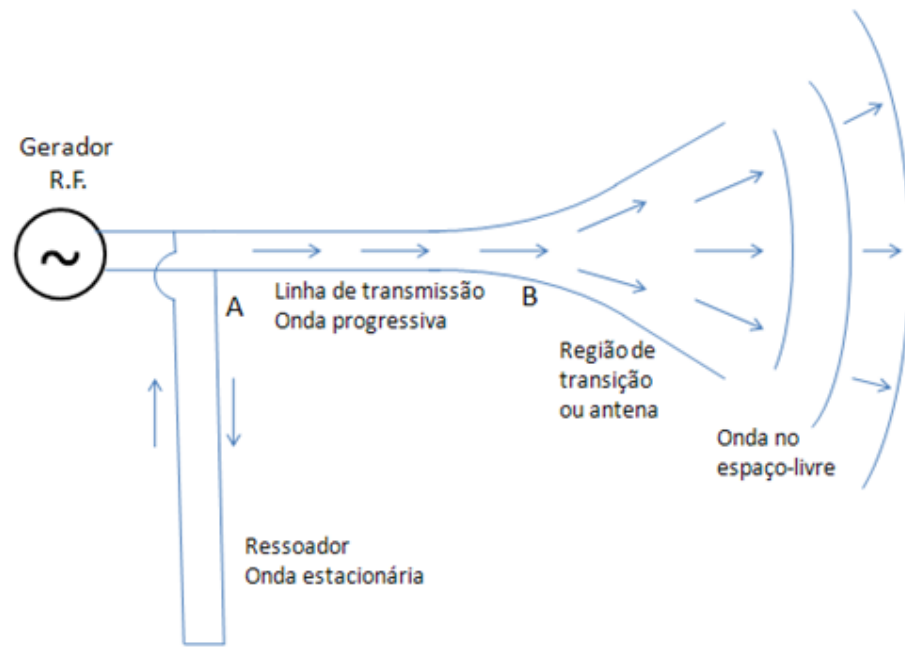 Gerador
R.F.
~
A
Linha de transmissão
Onda progressiva
B
Região de
transição
ou antena
Onda no
espaço-livre
Ressoador
Onda estacionária